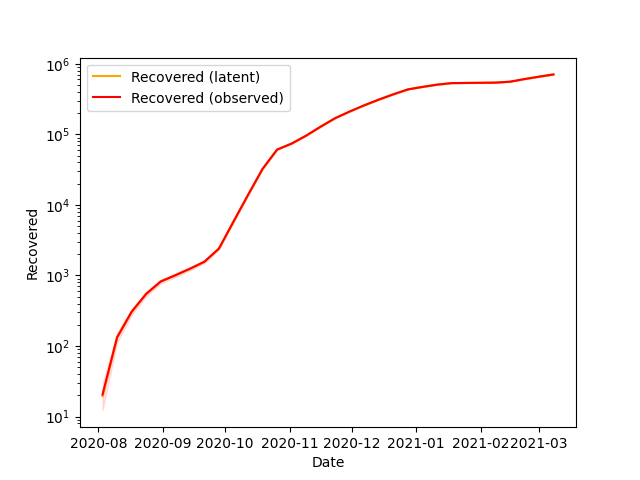 Recovered (latent)
Recovered (observed)
Recovered
10^6
10^5
10^4
10^3
10^2
10^1
2020-08 2020-09 2020-10 2020-11 2020-12 2021-01 2021-02 2021-03
Date